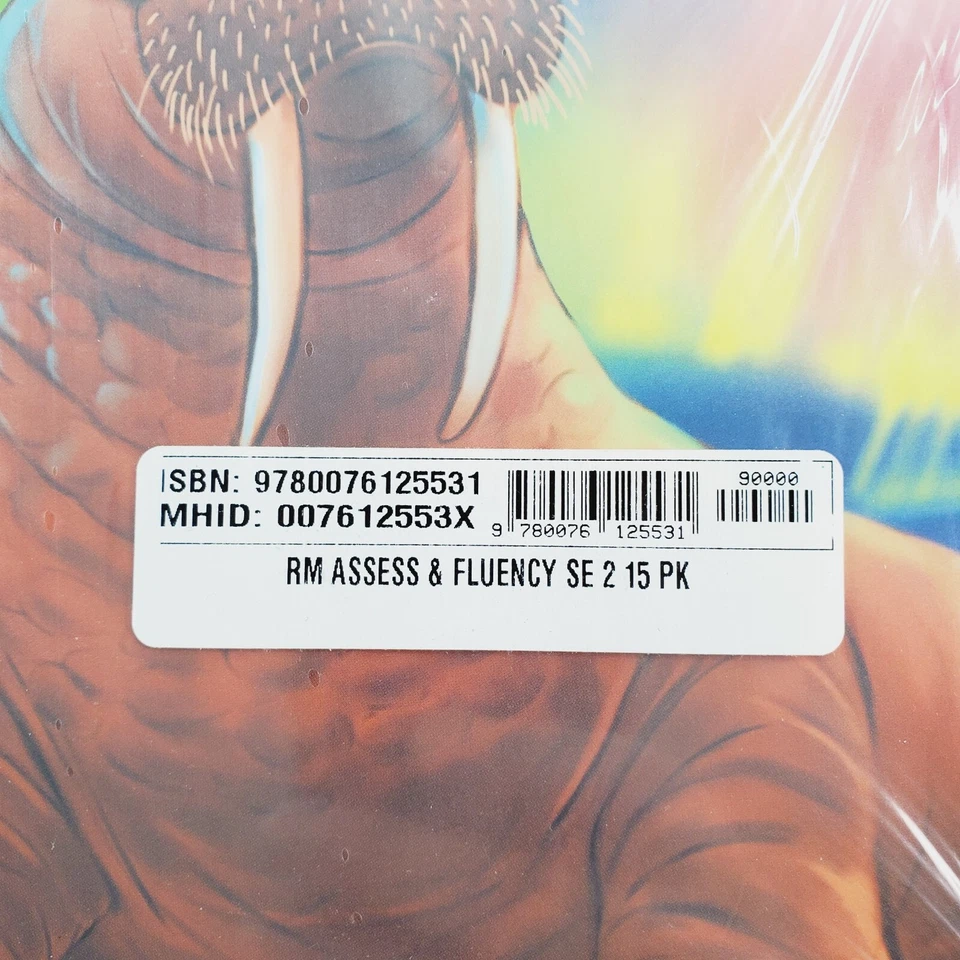 ISBN: 9780076125531
MHID: 007612553X
90000
9 780076 125531
RM ASSESS & FLUENCY SE 2 15 PK